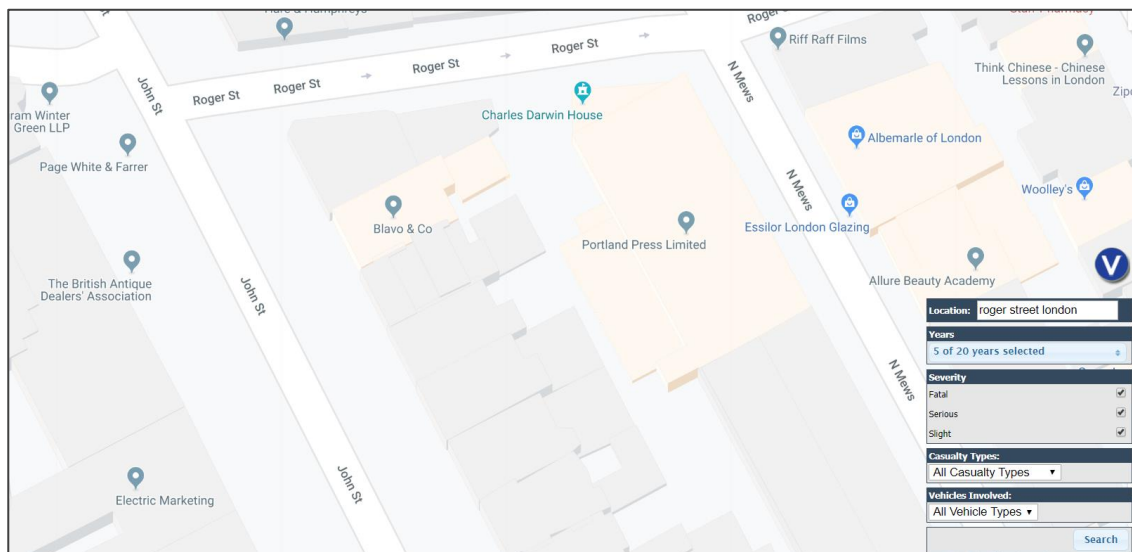 Roger St
Riff Raff Films
Think Chinese - Chinese
Lessons in London
John St
Roger St
Roger St
Roger St
Roger St
N Mews
ram Winter
Green LLP
Charles Darwin House
Albemarle of London
Page White & Farrer
N Mews
Woolley's
Blavo & Co
Essilor London Glazing
Portland Press Limited
V
The British Antique
Dealers' Association
John St
Allure Beauty Academy
Location: roger street london
Years
5 of 20 years selected
Severity
Fatal
Serious
Slight
N Mews
Casualty Types:
All Casualty Types
Vehicles Involved:
All Vehicle Types
Search
John St
Electric Marketing